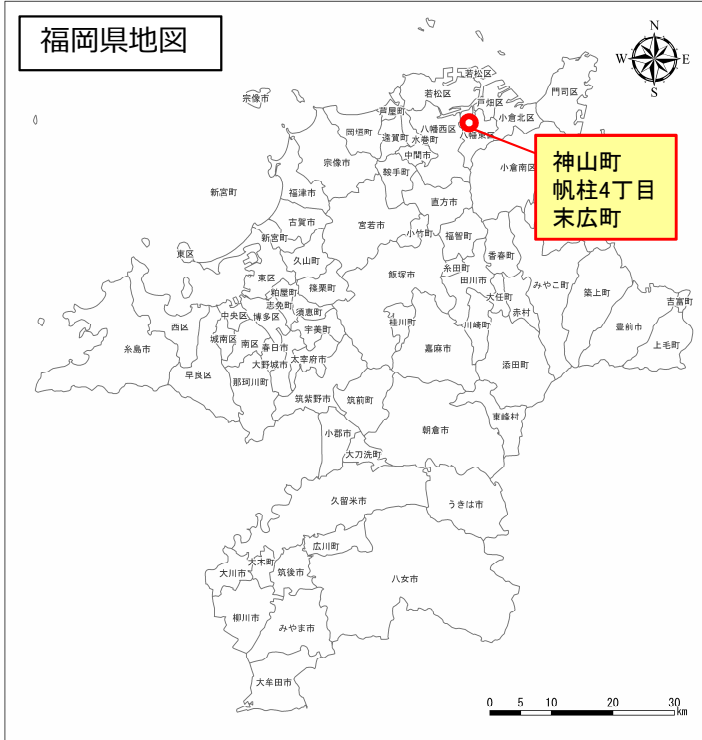 福岡県地図
N
W
E
S
若松区
若松区
門司区
戸畑区
宗像市
芦屋町
小倉北区
岡垣町
遠賀町
水巻町
八幡西区
八幡東区
中間市
宗像市
鞍手町
小倉南区
神山町
帆柱4丁目
末広町
新宮町
福津市
直方市
古賀市
宮若市
小竹町
福智町
新宮町
東区
久山町
飯塚市
糸田町
香春町
田川市
みやこ町
築上町
東区
篠栗町
粕屋町
志免町
大任町
赤村
吉富町
中央区
博多区
須恵町
桂川町
川崎町
豊前市
西区
城南区
南区
宇美町
春日市
糸島市
大野城市
太宰府市
嘉麻市
上毛町
早良区
那珂川町
添田町
筑紫野市
筑前町
東峰村
小郡市
朝倉市
大刀洗町
久留米市
うきは市
広川町
大木町
大川市
筑後市
八女市
柳川市
みやま市
大牟田市
0 5 10 20 30
km